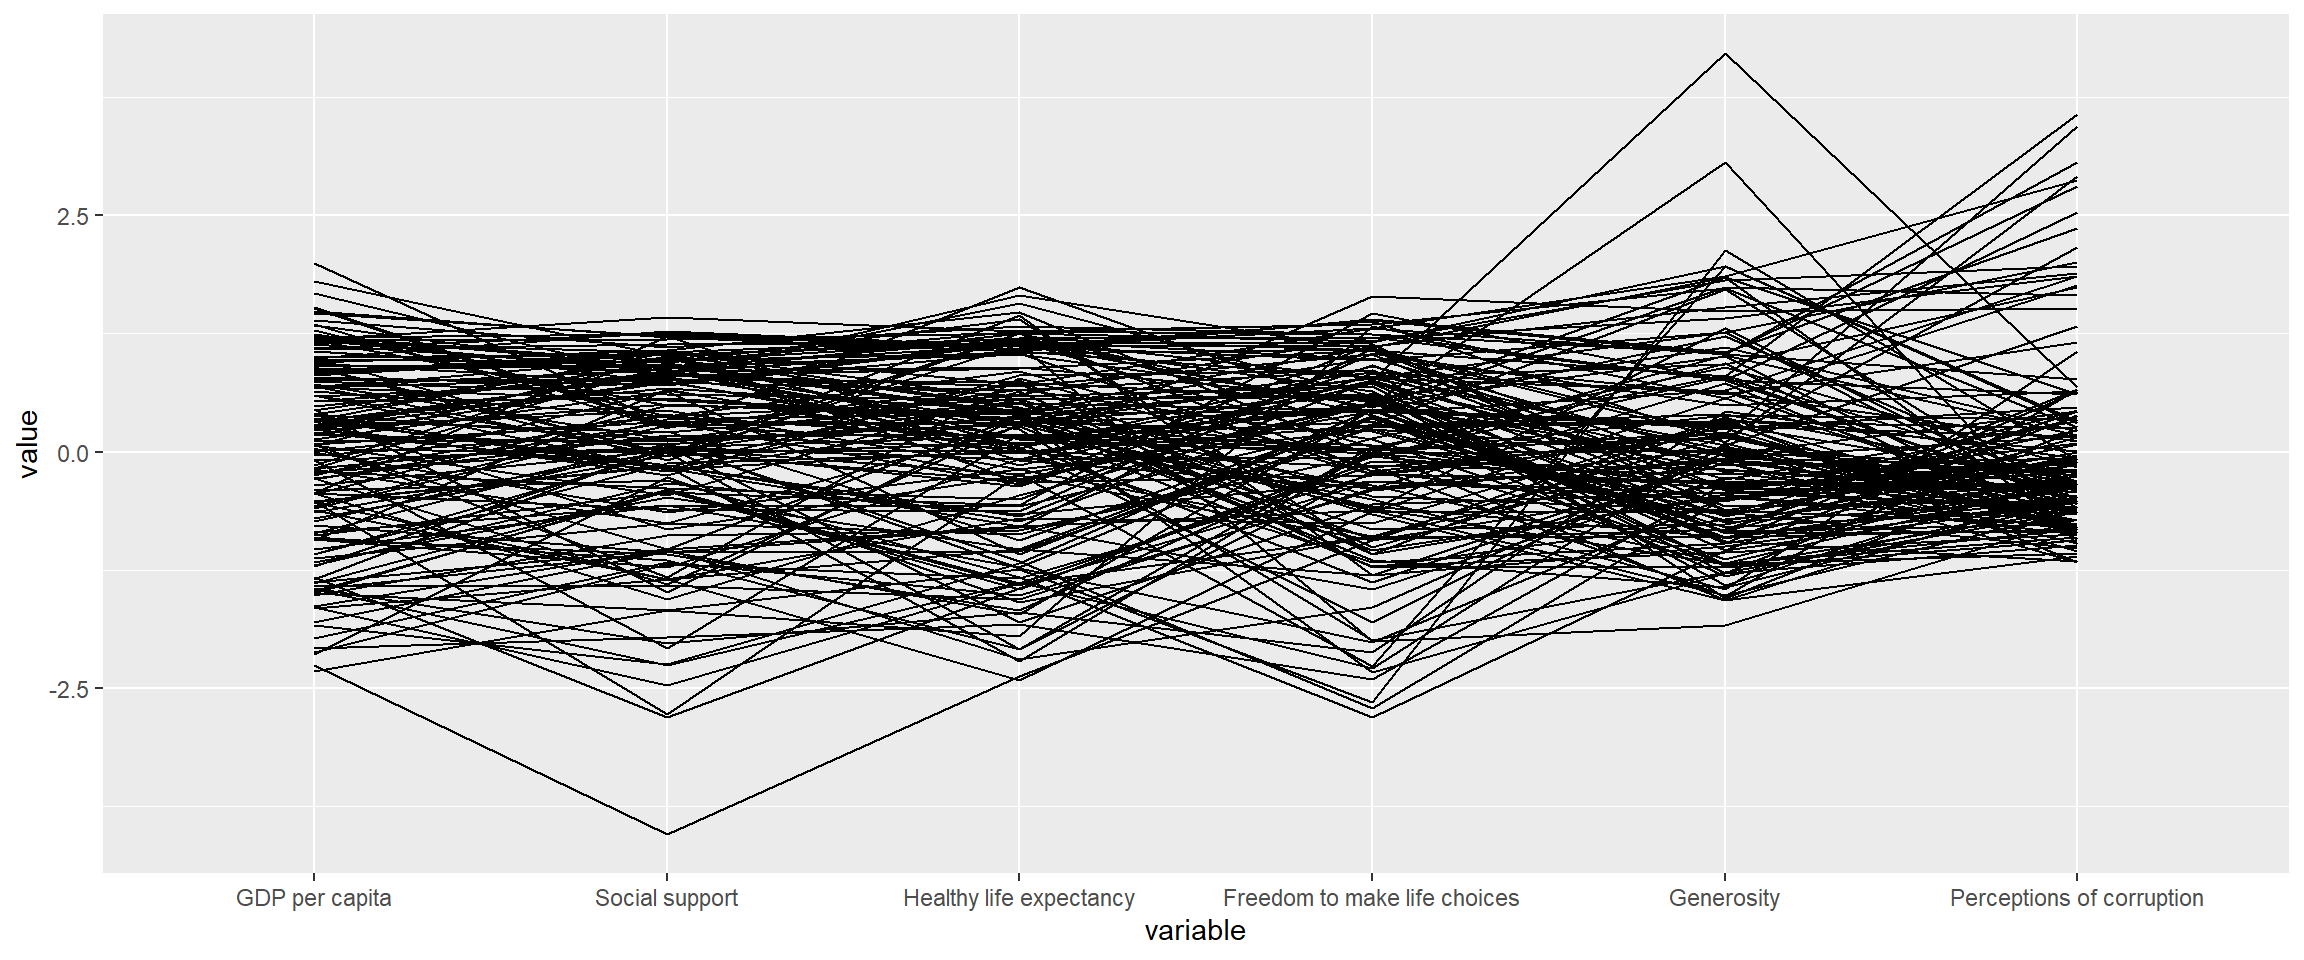 value
2.5
0.0
-2.5
GDP per capita
Social support
Healthy life expectancy
Freedom to make life choices
Generosity
Perceptions of corruption
variable